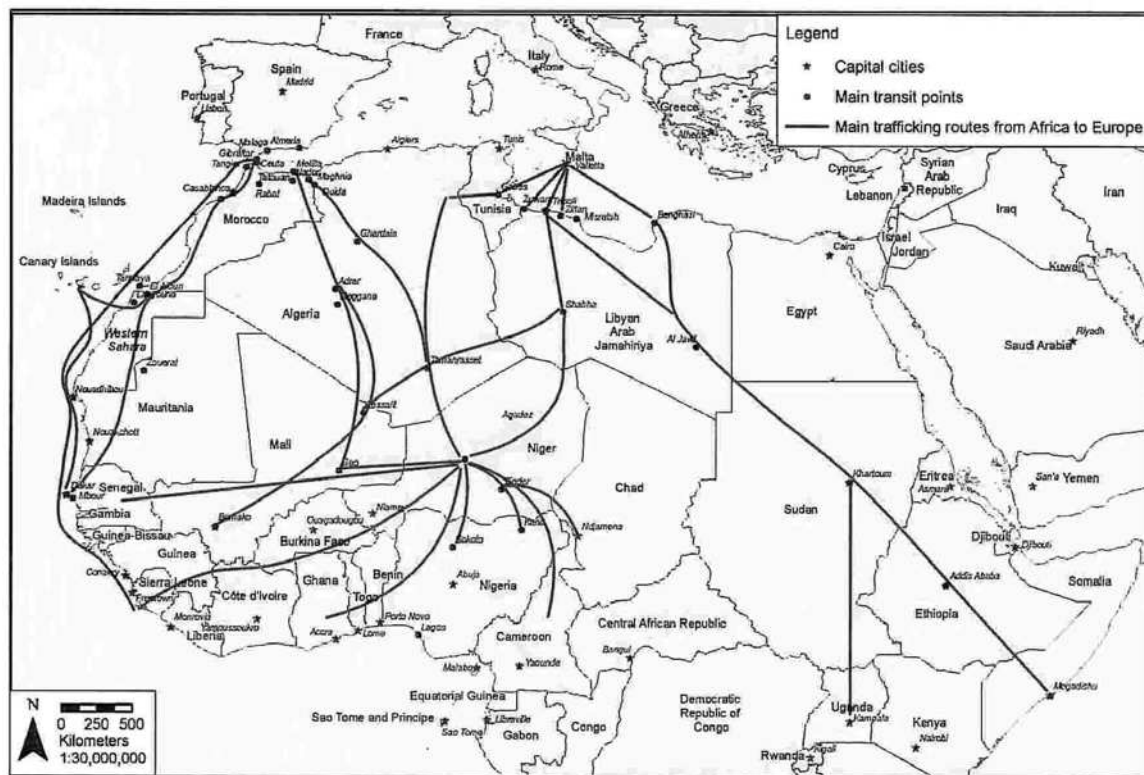 Legend
Capital cities
Main transit points
Main trafficking routes from Africa to Europe
France
Italy
Rome
Spain
Madrid
Portugal
Lisbon
Greece
Athens
Malaga
Almeria
Gibraltar
Ceuta
Melilla
Algiers
Tunis
Malta
Valletta
Cyprus
Lebanon
Syrian
Arab
Republic
Iran
Iraq
Maghnia
Oujda
Rabat
Casablanca
Madeira Islands
Morocco
Tunisia
Tripoli
Zlitan
Misratah
Benghazi
Israel
Jordan
Cairo
Kuwait
Ghardaia
Canary Islands
El Aioun
Adrar
Algeria
Shabha
Libyan
Arab
Jamahiriya
Egypt
Riyadh
Saudi Arabia
Western
Sahara
Al Jawf
Tamanrasset
Zouerat
Nouadhibou
Mauritania
Nouakchott
Mali
Agadez
Niger
Chad
Khartoum
Sudan
Eritrea
Asmara
San'a
Yemen
Gao
Dakar
Senegal
Mbour
Gambia
Guinea-Bissau
Guinea
Bamako
Ouagadougou
Burkina Faso
Niamey
Ndjamena
Kano
Sokoto
Djibouti
Djibouti
Conakry
Sierra Leone
Freetown
Ghana
Benin
Togo
Abuja
Nigeria
Addis Ababa
Somalia
Ethiopia
Monrovia
Liberia
Côte d'Ivoire
Yamoussoukro
Accra
Lome
Porto Novo
Lagos
Cameroon
Yaounde
Malabo
Central African Republic
Bangui
Mogadishu
Equatorial Guinea
Sao Tome and Principe
Sao Tome
Libreville
Gabon
Congo
Democratic
Republic of
Congo
Uganda
Kampala
Kenya
Nairobi
Rwanda
Kigali
N
0 250 500
Kilometers
1:30,000,000